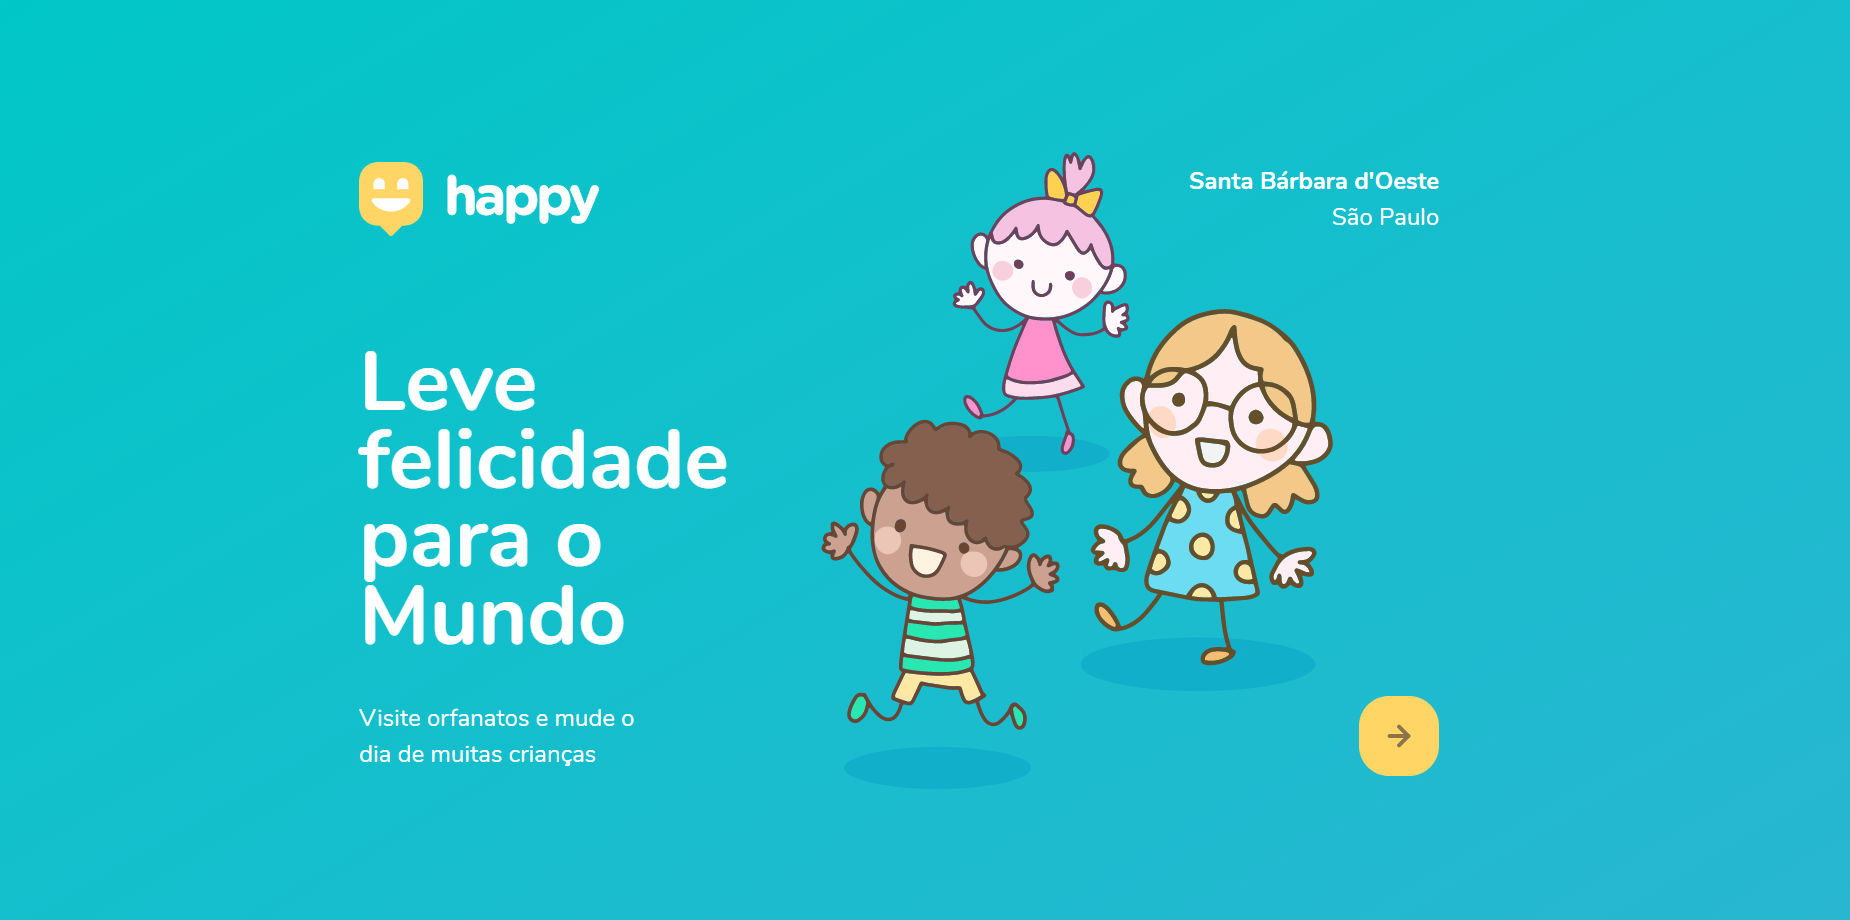 happy
Santa Bárbara d'Oeste
São Paulo
Leve
felicidade
para o
Mundo
Visite orfanatos e mude o
dia de muitas crianças